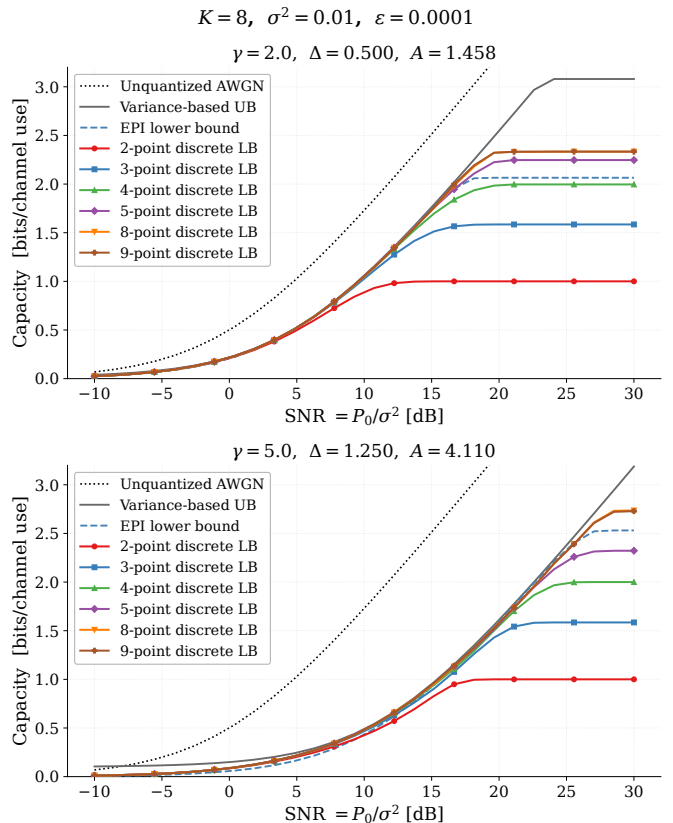 K = 8, σ² = 0.01, ε = 0.0001
γ = 2.0, Δ = 0.500, A = 1.458
Capacity [bits/channel use]
3.0
2.5
2.0
1.5
1.0
0.5
0.0
Unquantized AWGN
Variance-based UB
EPI lower bound
2-point discrete LB
3-point discrete LB
4-point discrete LB
5-point discrete LB
8-point discrete LB
9-point discrete LB
−10 −5 0 5 10 15 20 25 30
SNR = P₀/σ² [dB]
γ = 5.0, Δ = 1.250, A = 4.110
Capacity [bits/channel use]
3.0
2.5
2.0
1.5
1.0
0.5
0.0
Unquantized AWGN
Variance-based UB
EPI lower bound
2-point discrete LB
3-point discrete LB
4-point discrete LB
5-point discrete LB
8-point discrete LB
9-point discrete LB
−10 −5 0 5 10 15 20 25 30
SNR = P₀/σ² [dB]